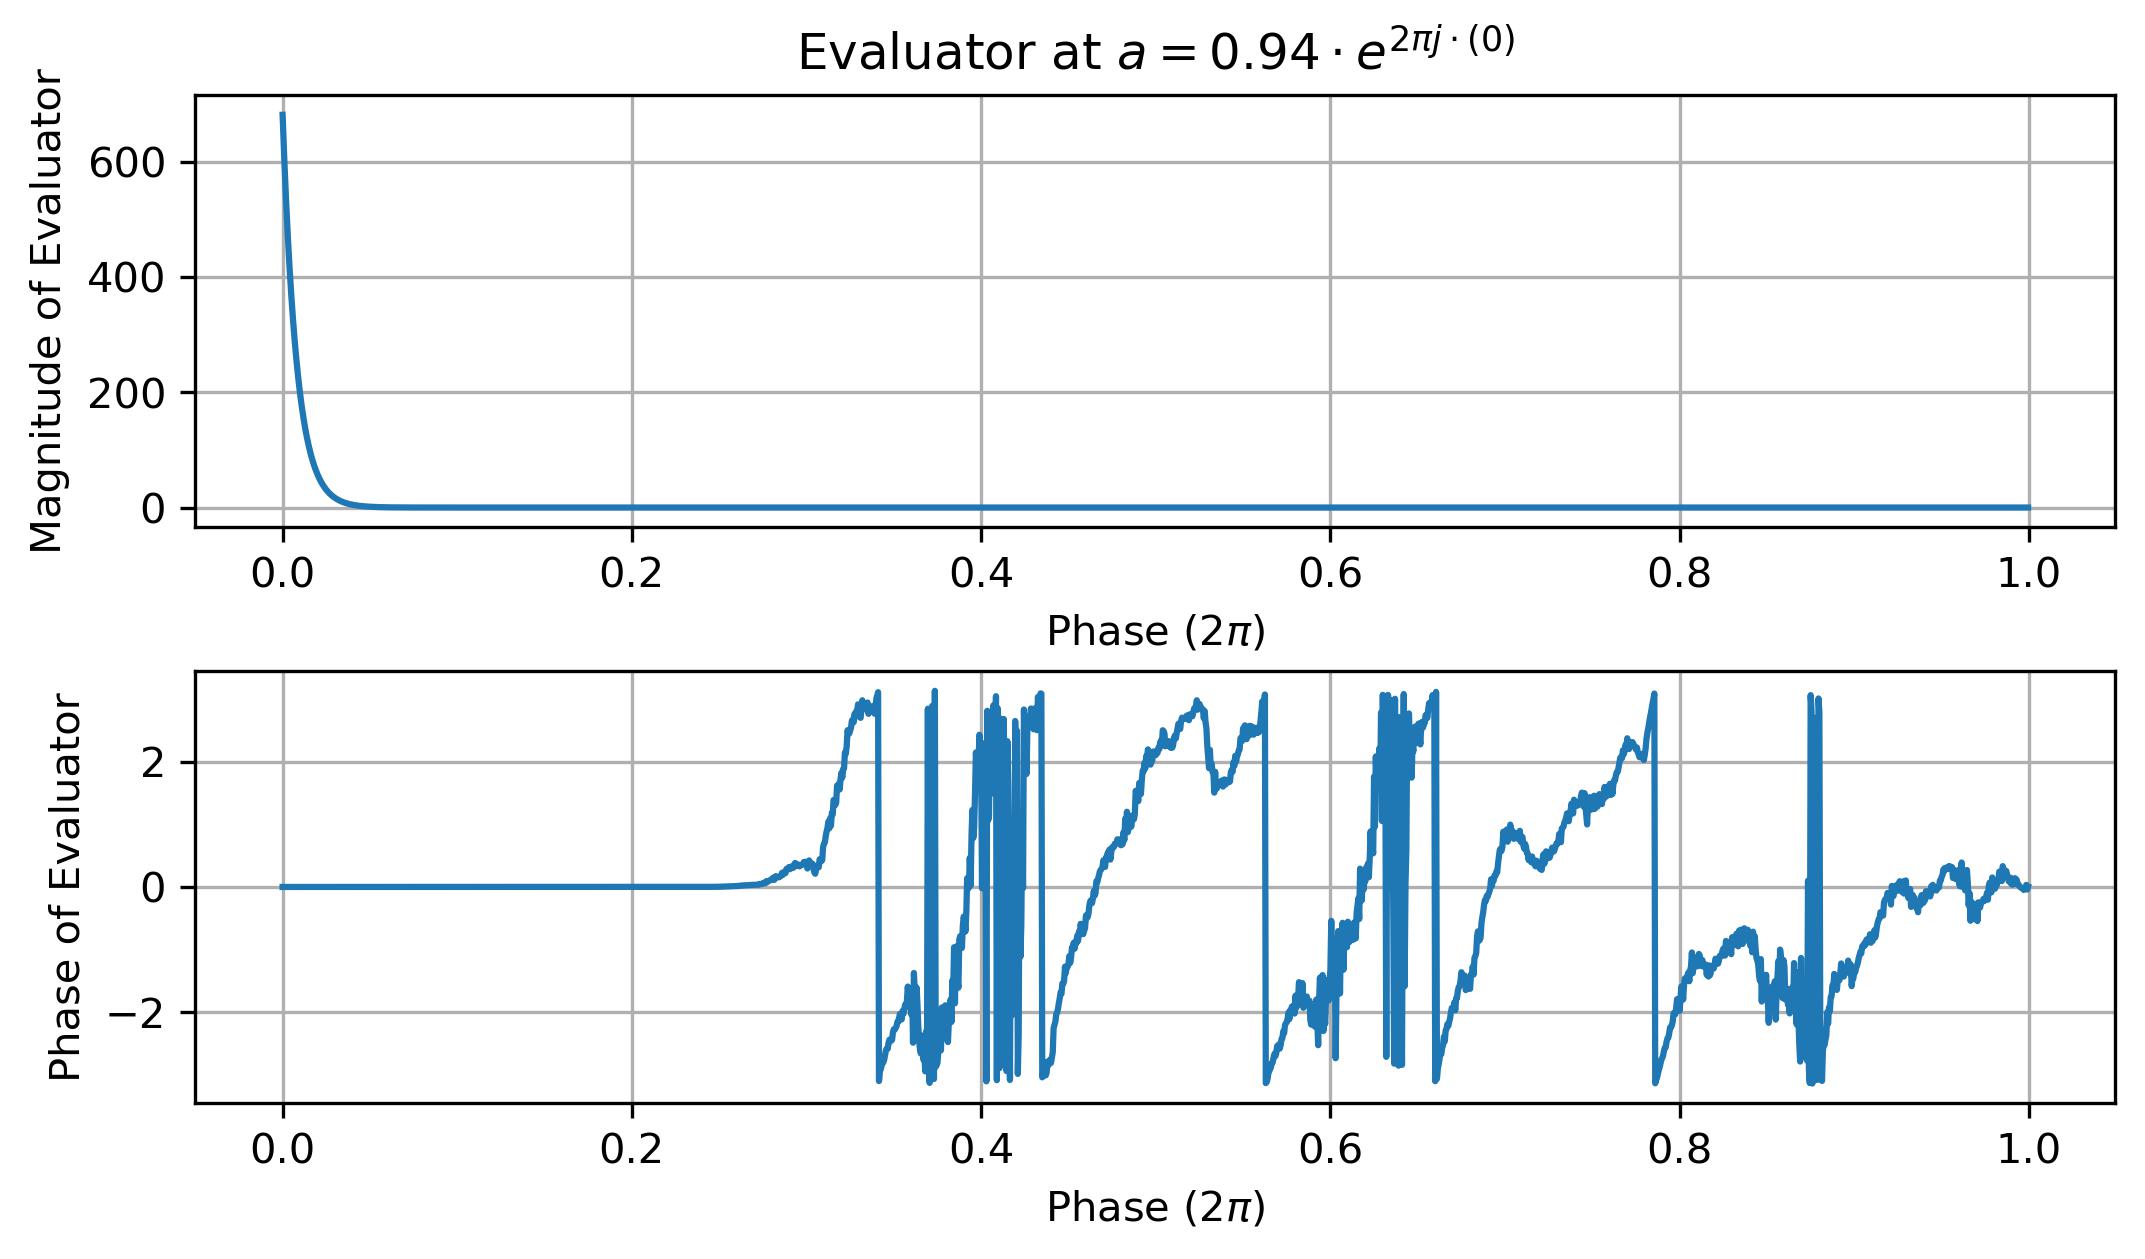 Evaluator at a = 0.94 · e^{2πj · (0)}
Magnitude of Evaluator
600
400
200
0
0.0 0.2 0.4 0.6 0.8 1.0
Phase (2π)
Phase of Evaluator
2
0
−2
0.0 0.2 0.4 0.6 0.8 1.0
Phase (2π)